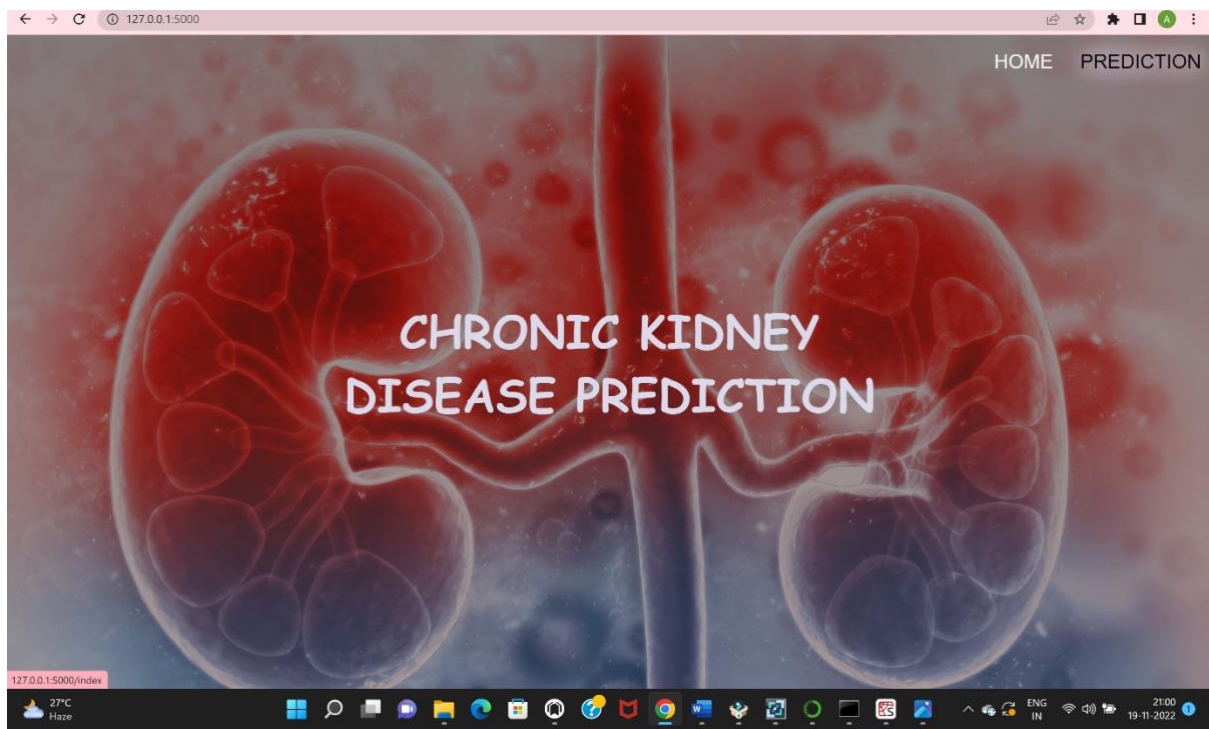 127.0.0.1:5000
A
HOME PREDICTION
CHRONIC KIDNEY
DISEASE PREDICTION
127.0.0.1:5000/index
27°C
Haze
ENG
IN
21:00
19-11-2022
1